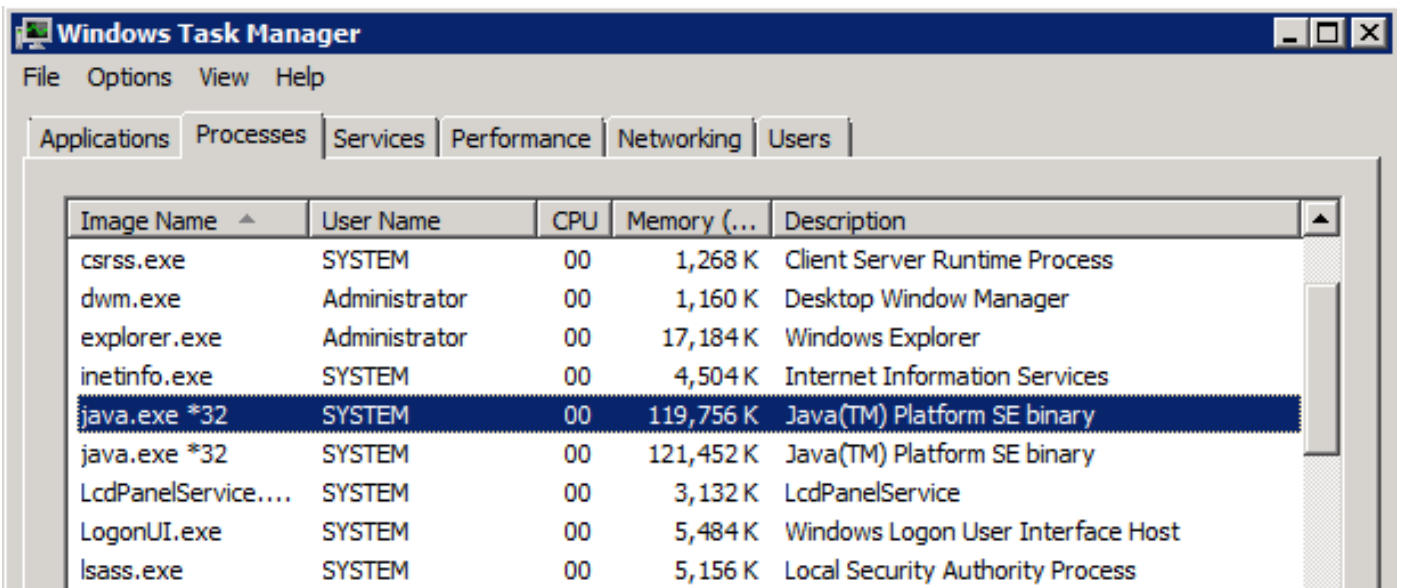 Windows Task Manager
File Options View Help
Applications Processes Services Performance Networking Users
Image Name User Name CPU Memory (... Description
csrss.exe SYSTEM 00 1,268 K Client Server Runtime Process
dwm.exe Administrator 00 1,160 K Desktop Window Manager
explorer.exe Administrator 00 17,184 K Windows Explorer
inetinfo.exe SYSTEM 00 4,504 K Internet Information Services
java.exe *32 SYSTEM 00 119,756 K Java(TM) Platform SE binary
java.exe *32 SYSTEM 00 121,452 K Java(TM) Platform SE binary
LcdPanelService.... SYSTEM 00 3,132 K LcdPanelService
LogonUI.exe SYSTEM 00 5,484 K Windows Logon User Interface Host
lsass.exe SYSTEM 00 5,156 K Local Security Authority Process